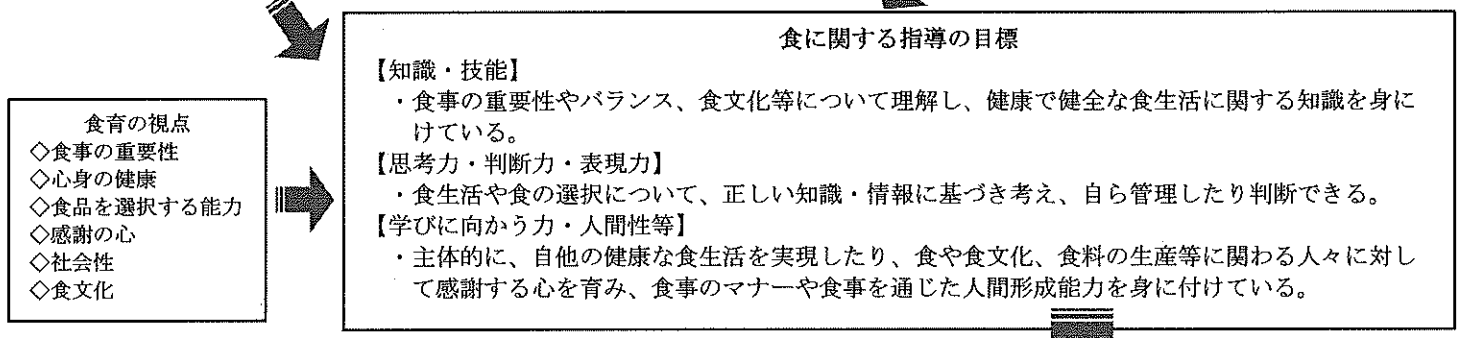 食育の視点
◇食事の重要性
◇心身の健康
◇食品を選択する能力
◇感謝の心
◇社会性
◇食文化
食に関する指導の目標
【知識・技能】
・食事の重要性やバランス、食文化等について理解し、健康で健全な食生活に関する知識を身に
けている。
【思考力・判断力・表現力】
・食生活や食の選択について、正しい知識・情報に基づき考え、自ら管理したり判断できる。
【学びに向かう力・人間性等】
・主体的に、自他の健康な食生活を実現したり、食や食文化、食料の生産等に関わる人々に対し
て感謝する心を育み、食事のマナーや食事を通じた人間形成能力を身に付けている。